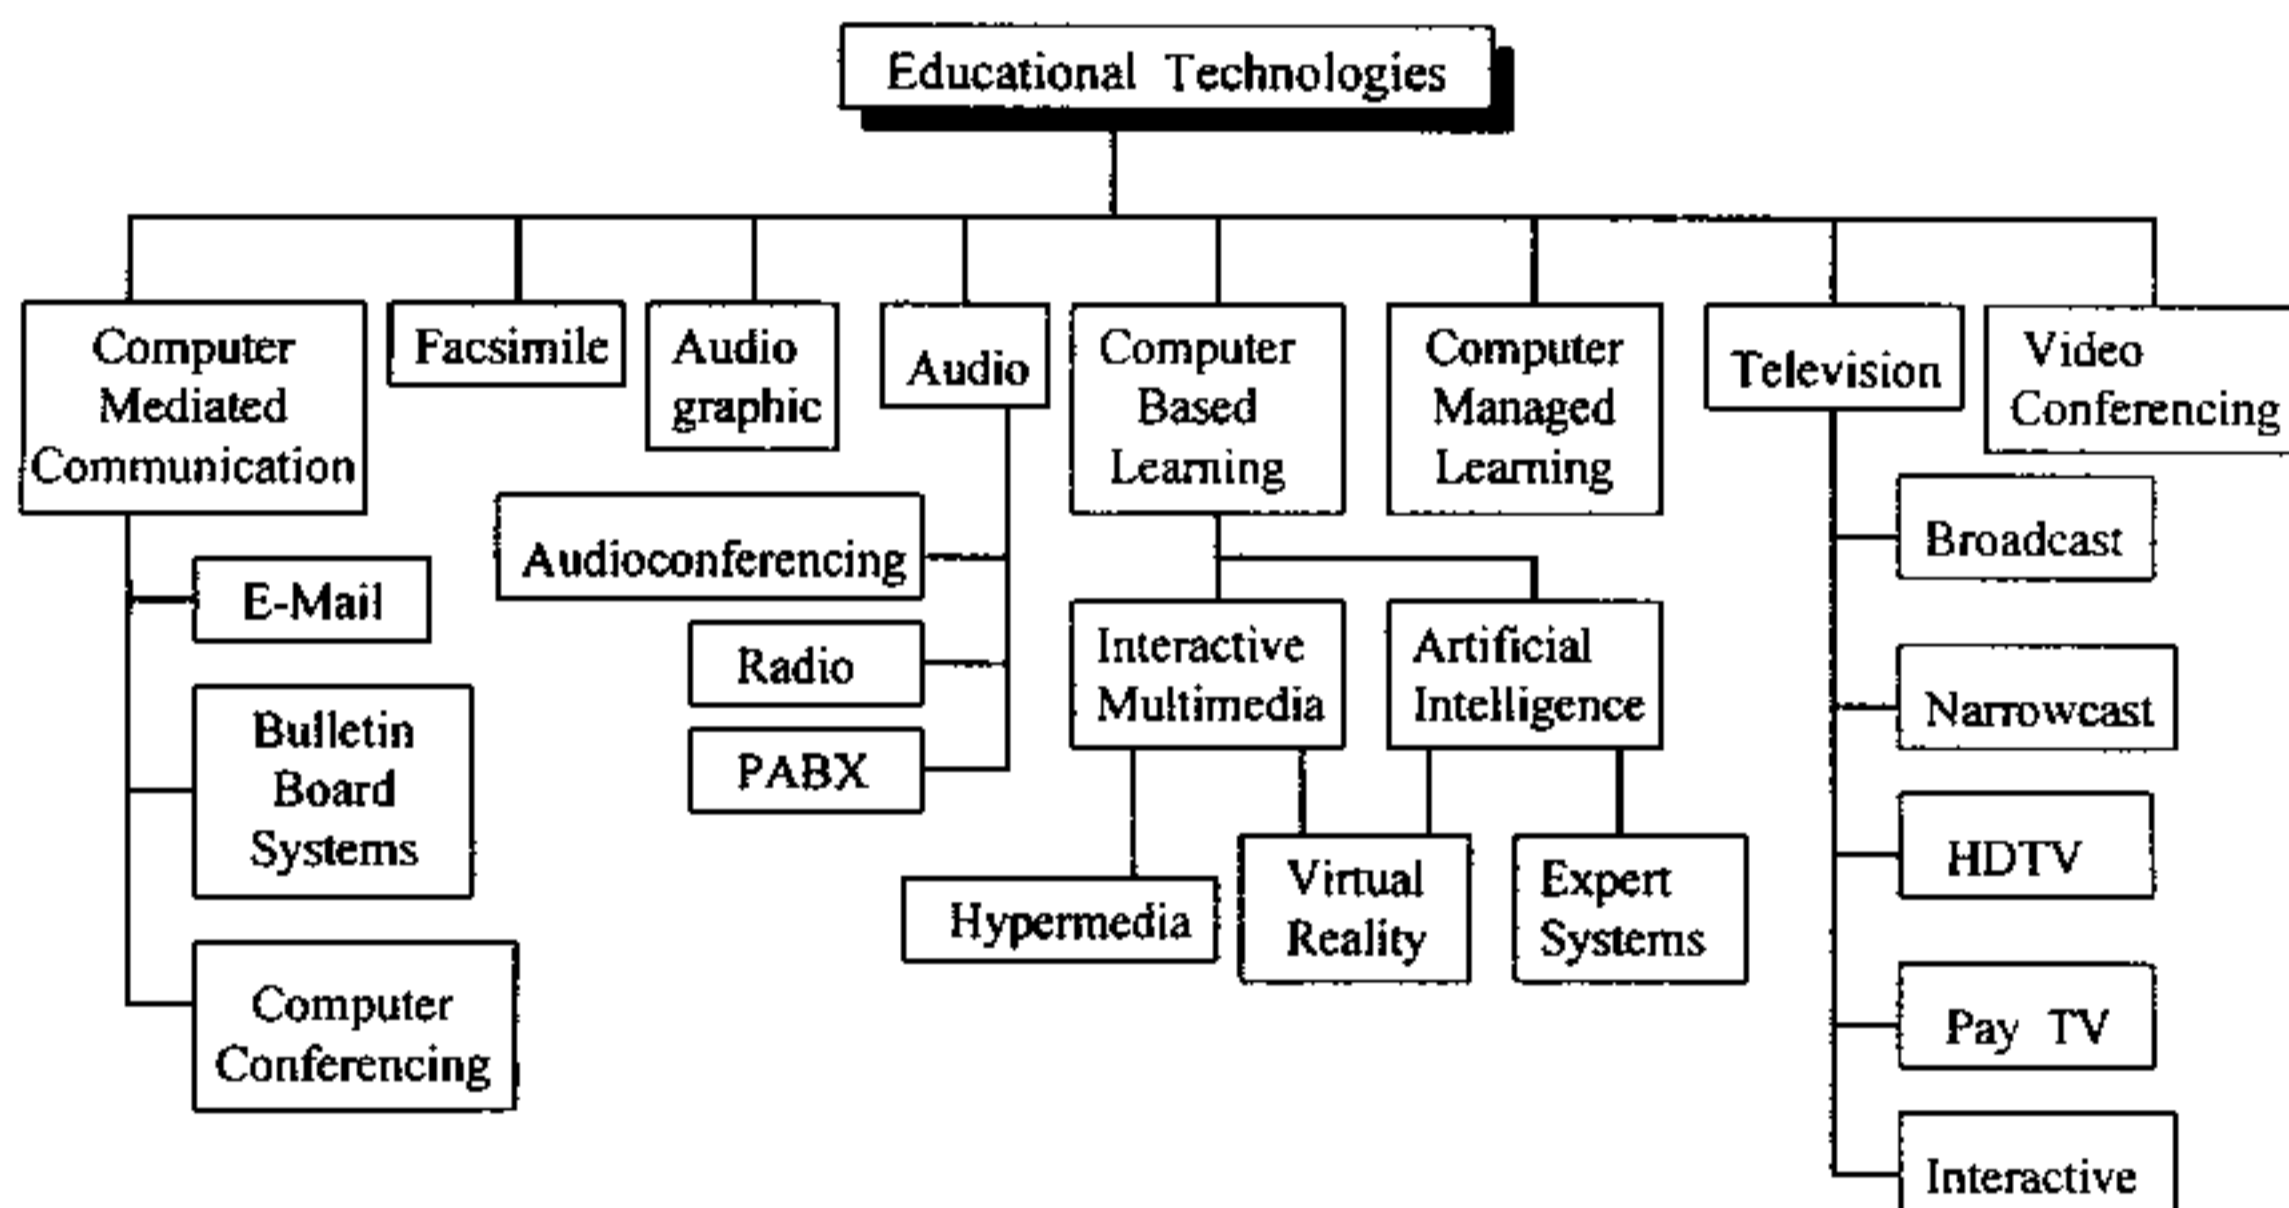 Educational Technologies
Computer
Mediated
Communication
Facsimile
Audio
graphic
Audio
Computer
Based
Learning
Computer
Managed
Learning
Television
Video
Conferencing
E-Mail
Bulletin
Board
Systems
Computer
Conferencing
Audioconferencing
Radio
PABX
Interactive
Multimedia
Artificial
Intelligence
Hypermedia
Virtual
Reality
Expert
Systems
Broadcast
Narrowcast
HDTV
Pay TV
Interactive